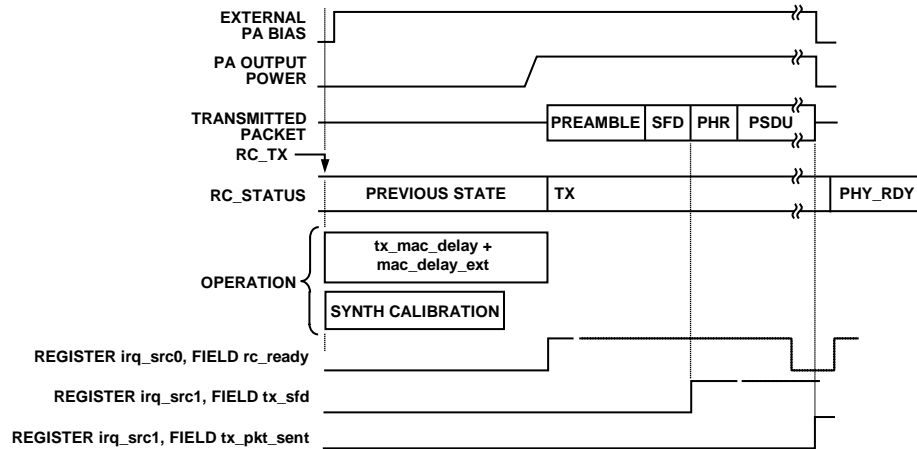 EXTERNAL
PA BIAS
PA OUTPUT
POWER
TRANSMITTED
PACKET
PREAMBLE SFD PHR PSDU
RC_TX
RC_STATUS
PREVIOUS STATE TX PHY_RDY
OPERATION
tx_mac_delay +
mac_delay_ext
SYNTH CALIBRATION
REGISTER irq_src0, FIELD rc_ready
REGISTER irq_src1, FIELD tx_sfd
REGISTER irq_src1, FIELD tx_pkt_sent